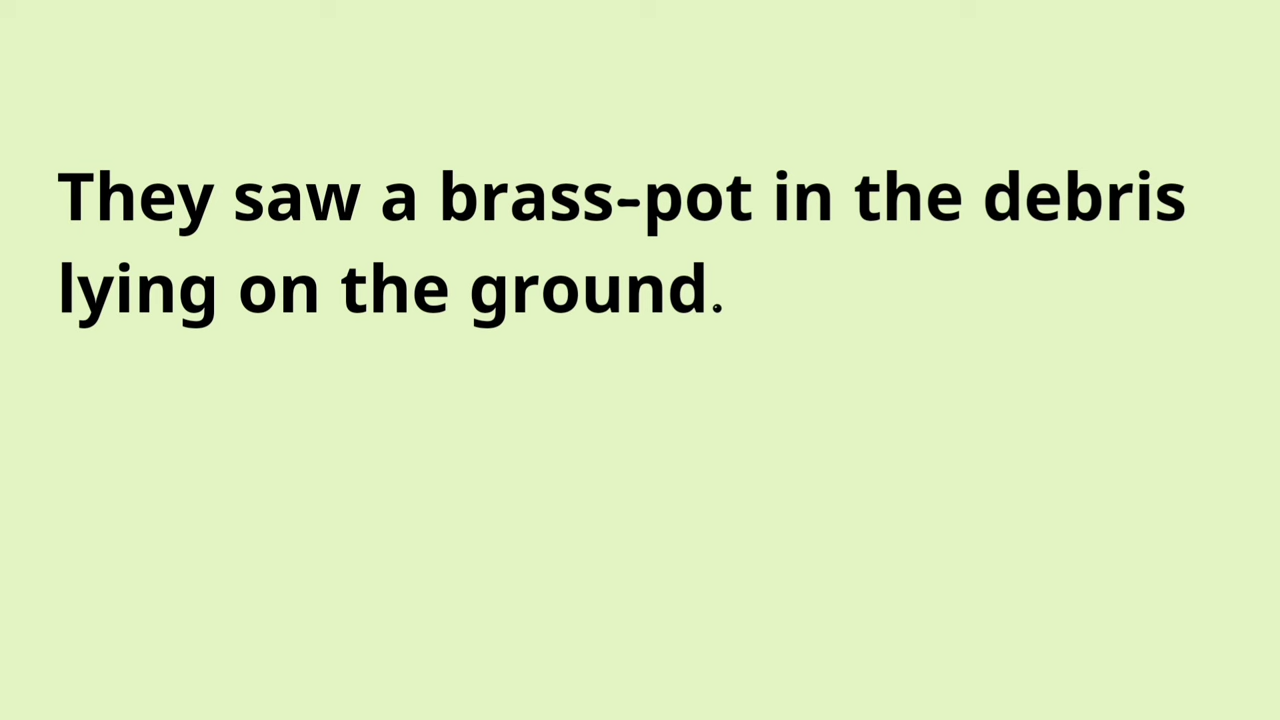 They saw a brass-pot in the debris
lying on the ground.